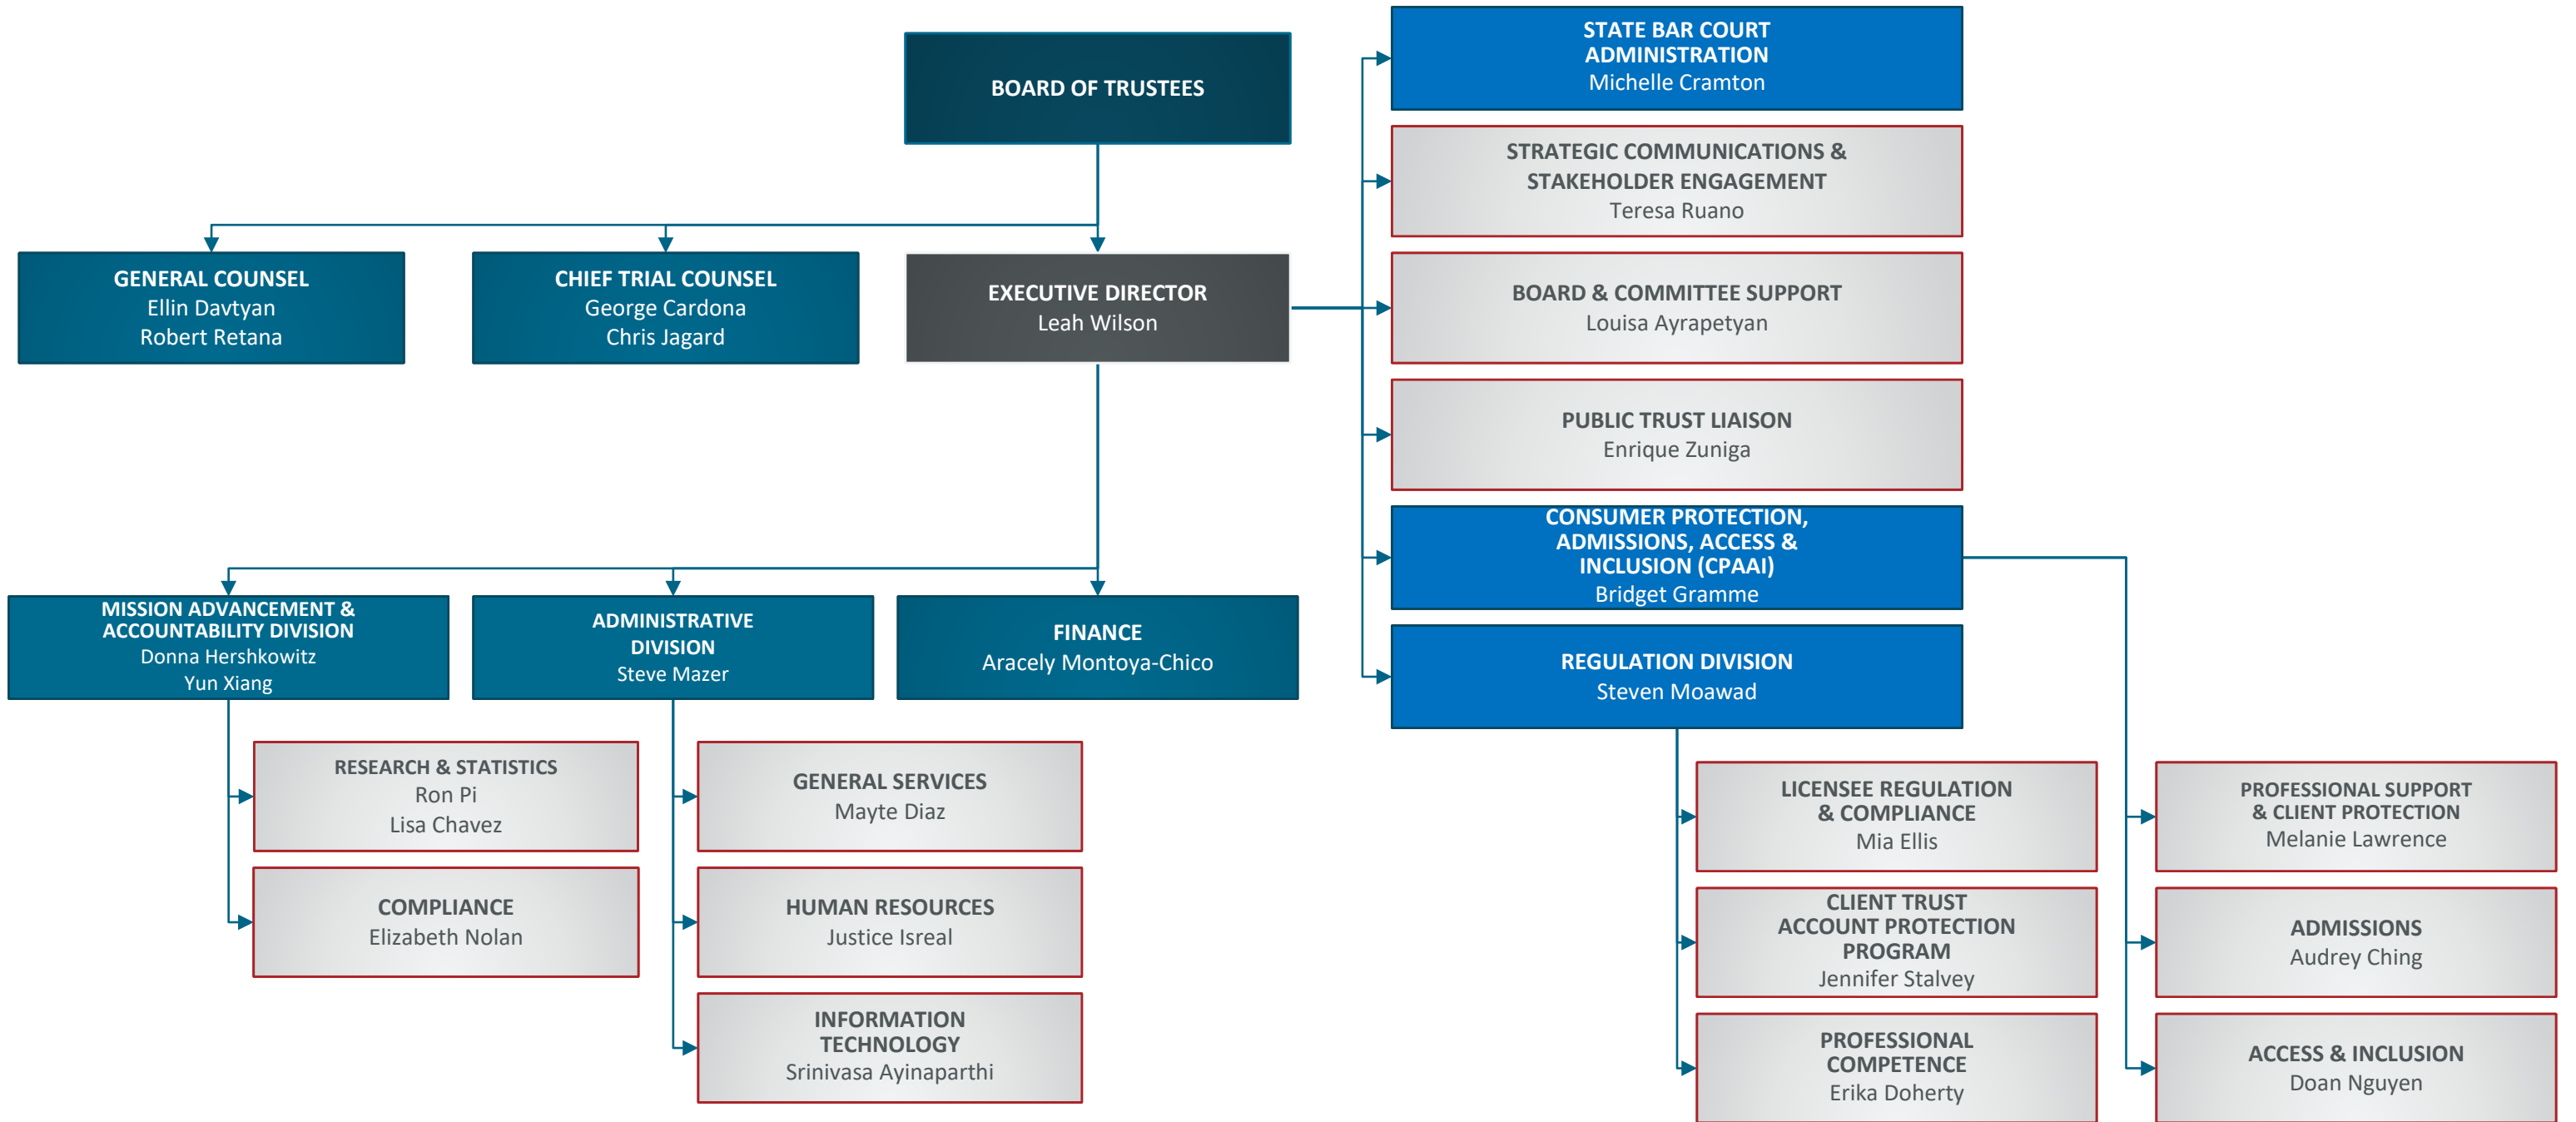 BOARD OF TRUSTEES
GENERAL COUNSEL
Ellin Davtyan
Robert Retana
CHIEF TRIAL COUNSEL
George Cardona
Chris Jagard
EXECUTIVE DIRECTOR
Leah Wilson
STATE BAR COURT
ADMINISTRATION
Michelle Cramton
STRATEGIC COMMUNICATIONS &
STAKEHOLDER ENGAGEMENT
Teresa Ruano
BOARD & COMMITTEE SUPPORT
Louisa Ayrapetyan
PUBLIC TRUST LIAISON
Enrique Zuniga
CONSUMER PROTECTION,
ADMISSIONS, ACCESS &
INCLUSION (CPAAI)
Bridget Gramme
REGULATION DIVISION
Steven Moawad
MISSION ADVANCEMENT &
ACCOUNTABILITY DIVISION
Donna Hershkowitz
Yun Xiang
ADMINISTRATIVE
DIVISION
Steve Mazer
FINANCE
Aracely Montoya-Chico
RESEARCH & STATISTICS
Ron Pi
Lisa Chavez
COMPLIANCE
Elizabeth Nolan
GENERAL SERVICES
Mayte Diaz
HUMAN RESOURCES
Justice Isreal
INFORMATION
TECHNOLOGY
Srinivasa Ayinaparthi
LICENSEE REGULATION
& COMPLIANCE
Mia Ellis
CLIENT TRUST
ACCOUNT PROTECTION
PROGRAM
Jennifer Stalvey
PROFESSIONAL
COMPETENCE
Erika Doherty
PROFESSIONAL SUPPORT
& CLIENT PROTECTION
Melanie Lawrence
ADMISSIONS
Audrey Ching
ACCESS & INCLUSION
Doan Nguyen